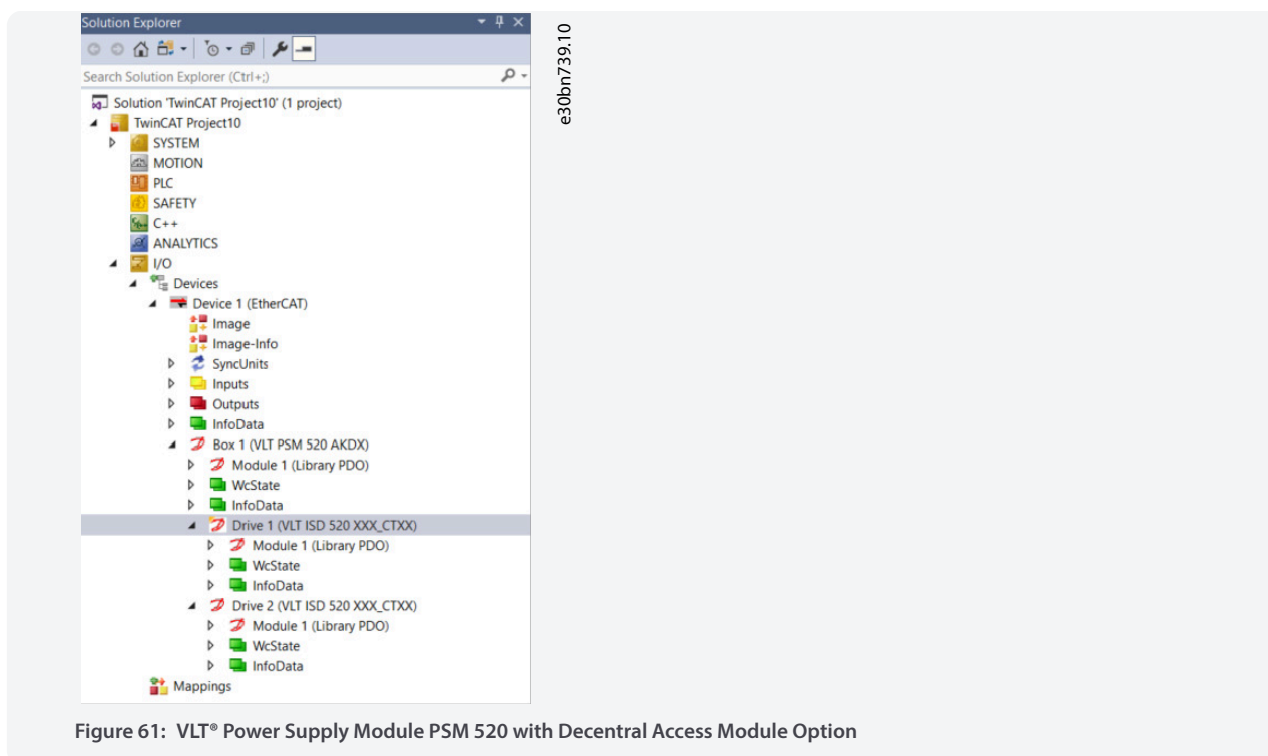 Solution Explorer
Search Solution Explorer (Ctrl+;)
Solution 'TwinCAT Project10' (1 project)
TwinCAT Project10
SYSTEM
MOTION
PLC
SAFETY
C++
ANALYTICS
I/O
Devices
Device 1 (EtherCAT)
Image
Image-Info
SyncUnits
Inputs
Outputs
InfoData
Box 1 (VLT PSM 520 AKDX)
Module 1 (Library PDO)
WcState
InfoData
Drive 1 (VLT ISD 520 XXX_CTXX)
Module 1 (Library PDO)
WcState
InfoData
Drive 2 (VLT ISD 520 XXX_CTXX)
Module 1 (Library PDO)
WcState
InfoData
Mappings
e30bn739.10
Figure 61: VLT® Power Supply Module PSM 520 with Decentral Access Module Option